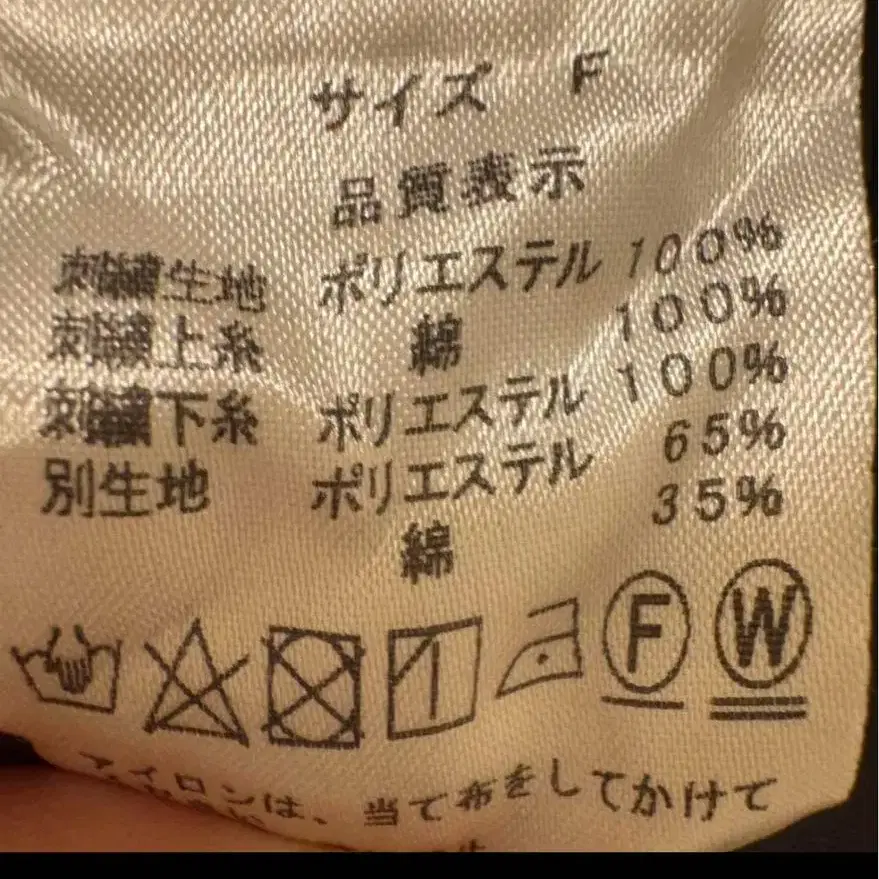 サイズ F
品質表示
刺繍生地 ポリエステル 100%
刺繍上糸 綿 100%
刺繍下糸 ポリエステル 100%
別生地 ポリエステル 65%
綿 35%
F W
アイロンは、当て布をしてかけて